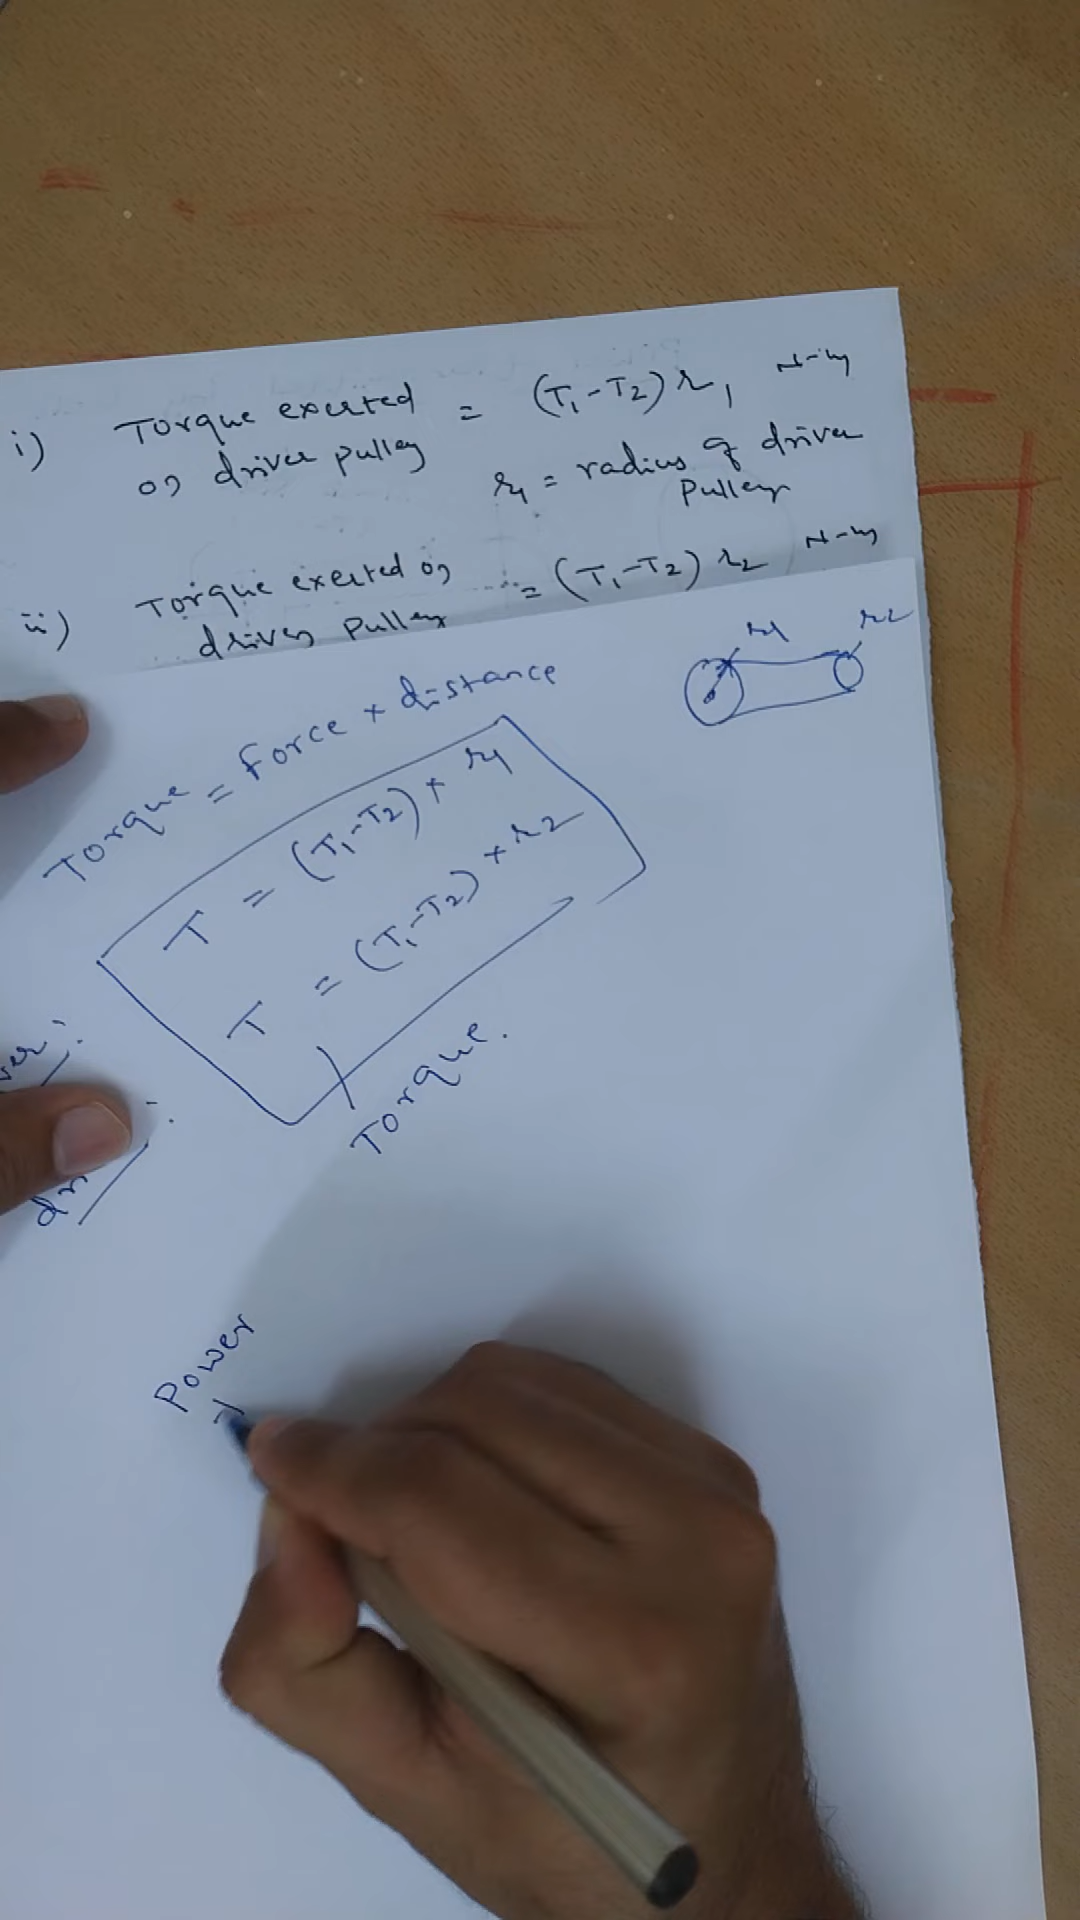 i) Torque exerted = (T₁-T₂) r₁ N-m
on driver pulley
r₁ = radius of driver
Pulley
ii) Torque exerted on = (T₁-T₂) r₂ N-m
driven pulley
r₁ r₂
Torque = Force × distance
T = (T₁-T₂) × r₁
T = (T₁-T₂) × r₂
Torque.
Power